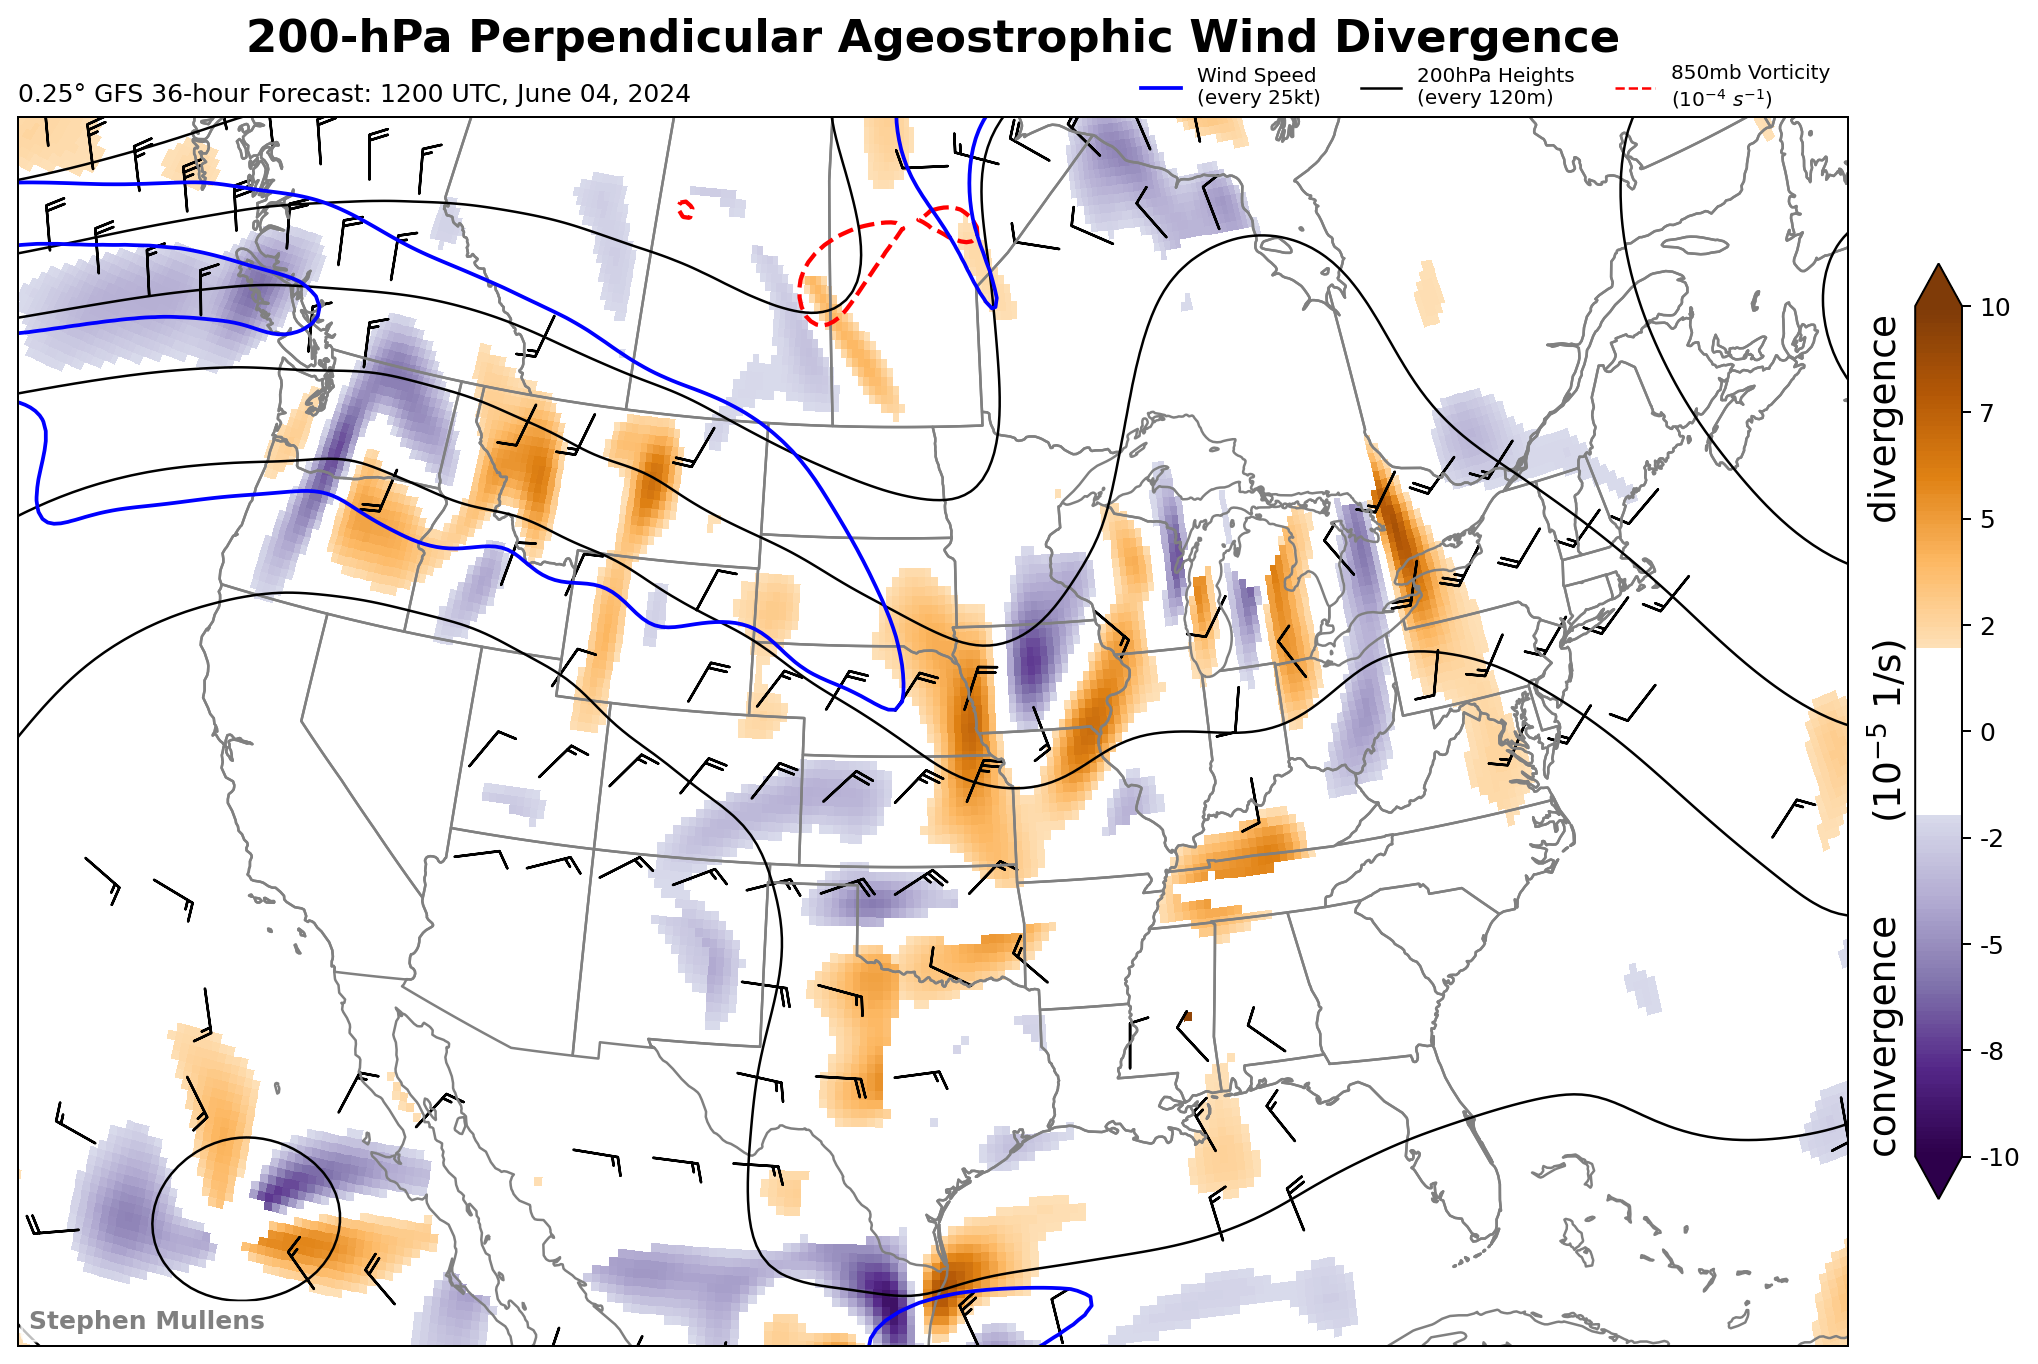 200-hPa Perpendicular Ageostrophic Wind Divergence
0.25° GFS 36-hour Forecast: 1200 UTC, June 04, 2024
Wind Speed
(every 25kt)
200hPa Heights
(every 120m)
850mb Vorticity
(10⁻⁴ s⁻¹)
10
7
5
2
0
-2
-5
-8
-10
convergence (10⁻⁵ 1/s) divergence
Stephen Mullens